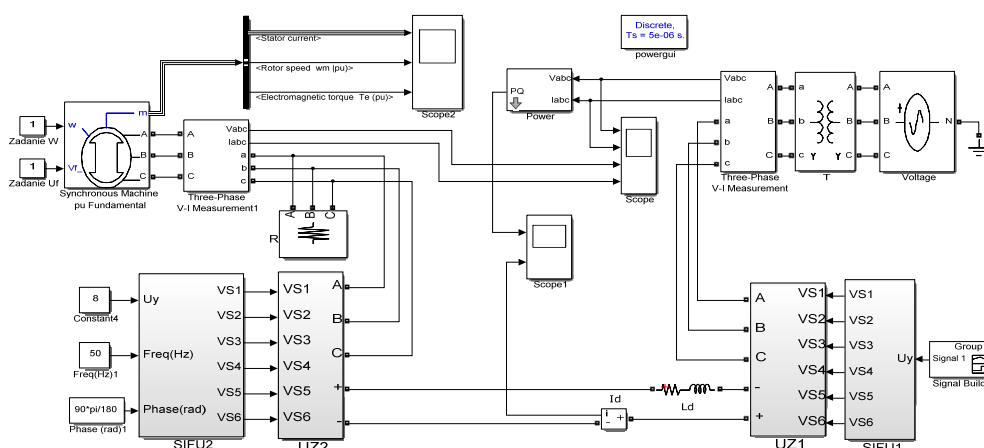 Discrete,
Ts = 5e-06 s.
powergui
<Stator current>
<Rotor speed wm (pu)>
<Electromagnetic torque Te (pu)>
Scope2
Vabc
Iabc
PQ
Power
Vabc
Iabc
a
b
c
Three-Phase
V-I Measurement
A
B
C
a
b
c
Y Y
A
B
C
T
A
B
C
N
Voltage
1
Zadanie W
1
Zadanie Uf
w
Vf_
m
A
B
C
Synchronous Machine
pu Fundamental
A
B
C
Vabc
Iabc
a
b
c
Three-Phase
V-I Measurement1
A
B
C
R
Scope
Scope1
8
Constant4
50
Freq(Hz)1
90*pi/180
Phase (rad)1
Uy
Freq(Hz)
Phase(rad)
VS1
VS2
VS3
VS4
VS5
VS6
SIFU2
VS1
VS2
VS3
VS4
VS5
VS6
A
B
C
+
-
UZ2
Id
i
+
-
Ld
A
B
C
-
+
VS1
VS2
VS3
VS4
VS5
VS6
UZ1
VS1
VS2
VS3
VS4
VS5
VS6
Uy
SIFU1
Group
Signal 1
Signal Build